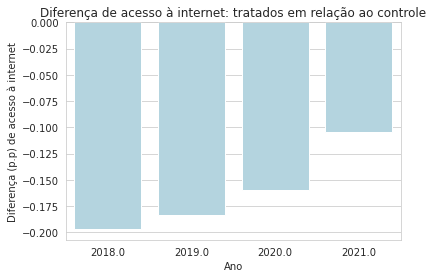 Diferença de acesso à internet: tratados em relação ao controle
0.000
−0.025
−0.050
−0.075
−0.100
−0.125
−0.150
−0.175
−0.200
Diferença (p.p) de acesso à internet
2018.0 2019.0 2020.0 2021.0
Ano